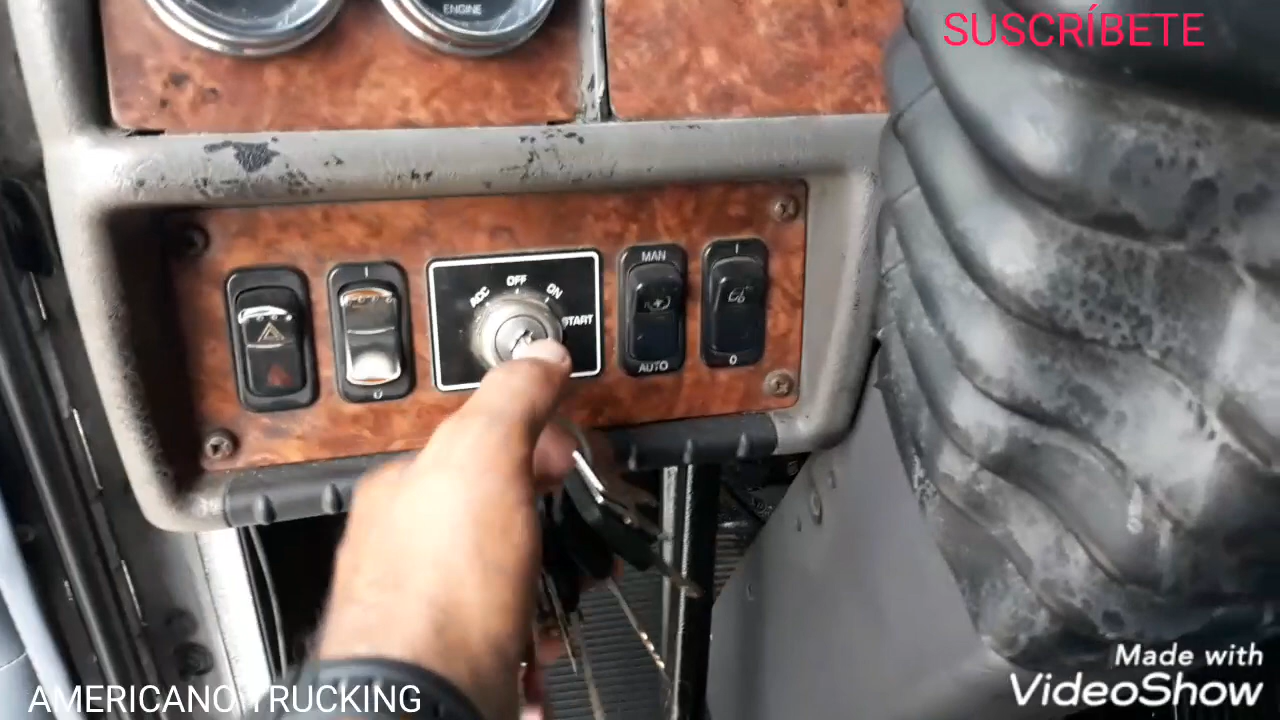 ENGINE
SUSCRÍBETE
ACC
OFF
ON
START
MAN
AUTO
I
O
I
O
AMERICANO TRUCKING
Made with
VideoShow